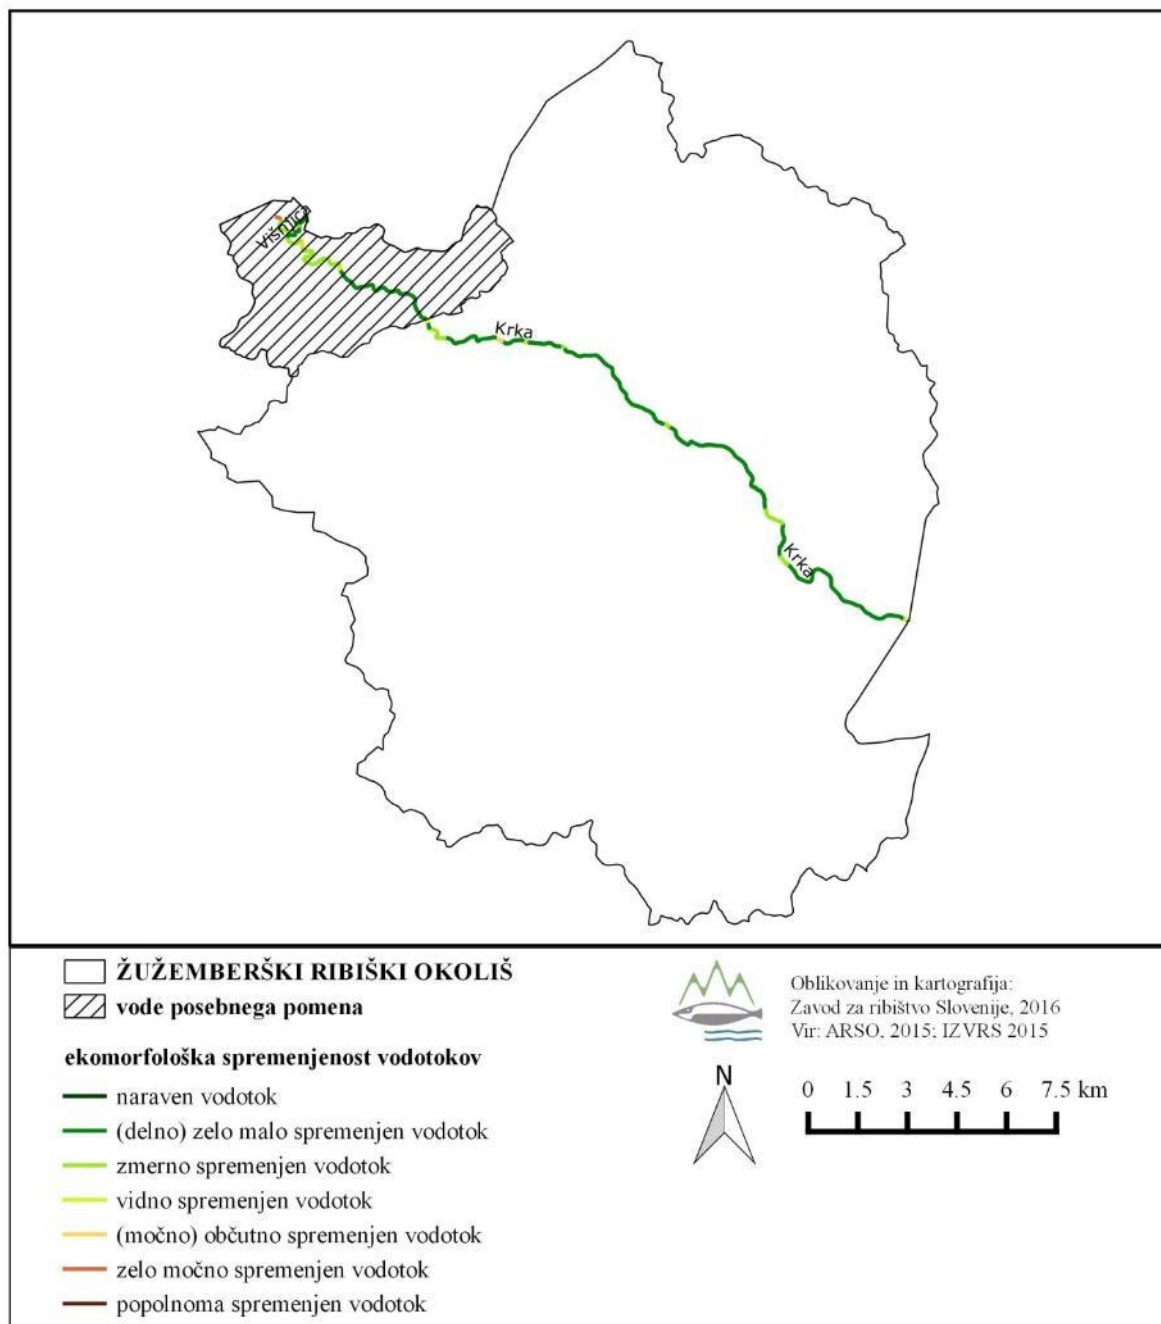 Višnjica
Krka
Krka
ŽUŽEMBERŠKI RIBIŠKI OKOLIŠ
vode posebnega pomena
ekomorfološka spremenjenost vodotokov
naraven vodotok
(delno) zelo malo spremenjen vodotok
zmerno spremenjen vodotok
vidno spremenjen vodotok
(močno) občutno spremenjen vodotok
zelo močno spremenjen vodotok
popolnoma spremenjen vodotok
Oblikovanje in kartografija:
Zavod za ribištvo Slovenije, 2016
Vir: ARSO, 2015; IZVRS 2015
N
0 1.5 3 4.5 6 7.5 km